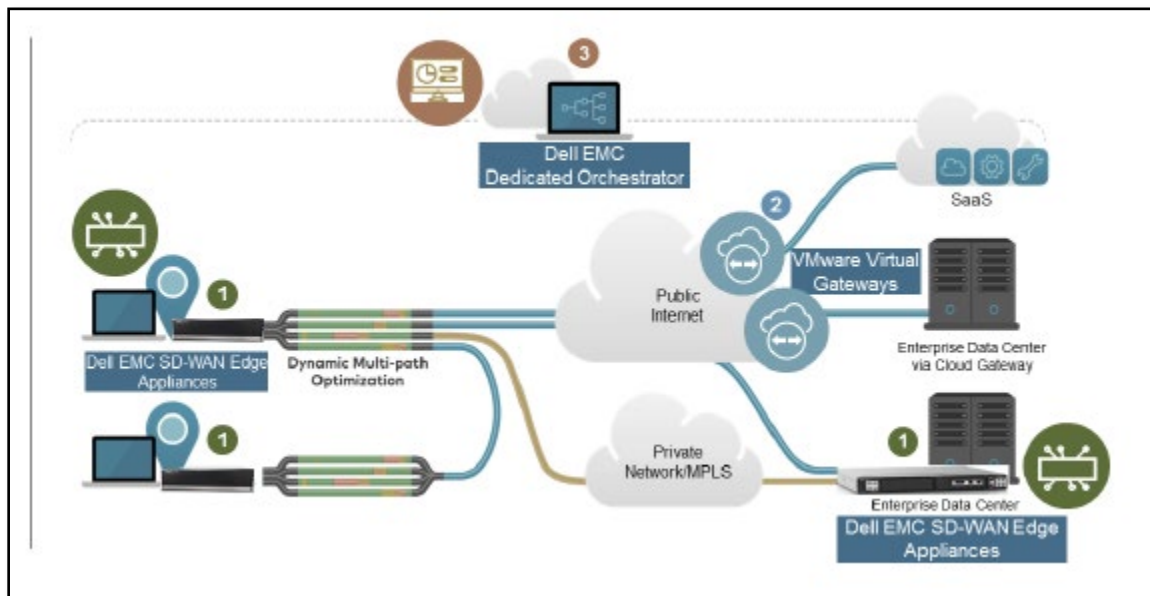 3
Dell EMC
Dedicated Orchestrator
SaaS
2
VMware Virtual
Gateways
Public
Internet
1
Dell EMC SD-WAN Edge
Appliances
Dynamic Multi-path
Optimization
Enterprise Data Center
via Cloud Gateway
1
Private
Network/MPLS
1
Enterprise Data Center
Dell EMC SD-WAN Edge
Appliances